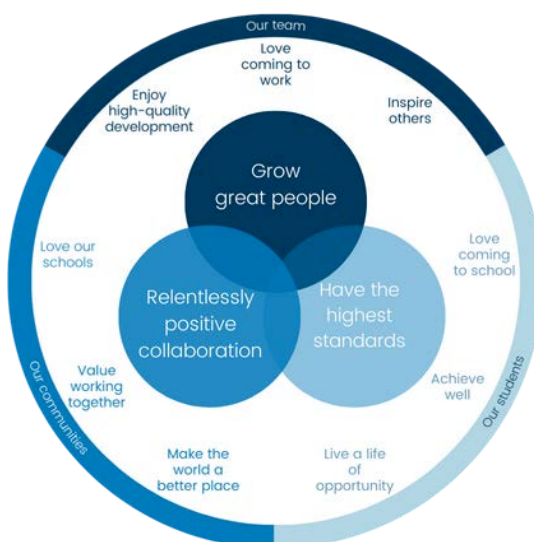 Our team
Love
coming to
work
Enjoy
high-quality
development
Inspire
others
Grow
great people
Love our
schools
Love
coming
to school
Relentlessly
positive
collaboration
Have the
highest
standards
Value
working
together
Achieve
well
Our communities
Our students
Make the
world a
better place
Live a life
of
opportunity